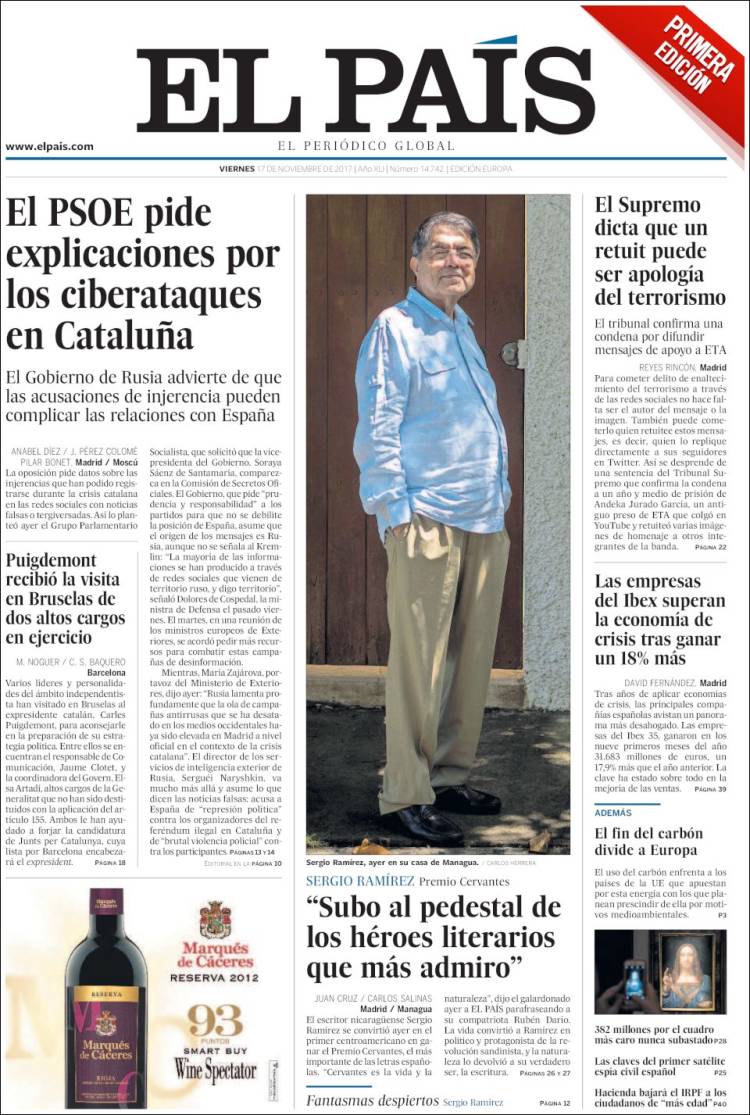 PRIMERA
EDICIÓN
EL PAÍS
www.elpais.com
EL PERIÓDICO GLOBAL
VIERNES 17 DE NOVIEMBRE DE 2017 | Año XLI | Número 14.742 | EDICIÓN EUROPA
El PSOE pide
explicaciones por
los ciberataques
en Cataluña
El Gobierno de Rusia advierte de que
las acusaciones de injerencia pueden
complicar las relaciones con España
ANABEL DÍEZ / J. PÉREZ COLOMÉ
PILAR BONET, Madrid / Moscú
La oposición pide datos sobre las
injerencias que han podido regis-
trarse durante la crisis catalana
en las redes sociales con noticias
falsas o tergiversadas. Así lo plan-
teó ayer el Grupo Parlamentario
Socialista, que solicitó que la vice-
presidenta del Gobierno, Soraya
Sáenz de Santamaría, comparez-
ca en la Comisión de Secretos Ofi-
ciales. El Gobierno, que pide “pru-
dencia y responsabilidad” a los
partidos para que no se debilite
la posición de España, asume que
el origen de los mensajes es Ru-
sia, aunque no se señala al Krem-
lin: “La mayoría de las informa-
ciones se han producido a través
de redes sociales que vienen de
territorio ruso, y digo territorio”,
señaló Dolores de Cospedal, la mi-
nistra de Defensa el pasado vier-
nes. El martes, en una reunión de
los ministros europeos de Exte-
riores, se acordó pedir más recur-
sos para combatir estas campa-
ñas de desinformación.
Mientras, María Zajárova, por-
tavoz del Ministerio de Exterio-
res, dijo ayer: “Rusia lamenta pro-
fundamente que la ola de campa-
ñas antirrusas que se ha desata-
do en los medios occidentales ha-
ya sido elevada en Madrid a nivel
oficial en el contexto de la crisis
catalana”. El director de los ser-
vicios de inteligencia exterior de
Rusia, Serguéi Naryshkin, va
mucho más allá y asume lo que
dicen las noticias falsas: acusa a
España de “represión política”
contra los organizadores del re-
feréndum ilegal en Cataluña y
de “brutal violencia policial” con-
tra los participantes. PÁGINAS 13 Y 14
EDITORIAL EN LA PÁGINA 10
Puigdemont
recibió la visita
en Bruselas de
dos altos cargos
en ejercicio
M. NOGUER / C. S. BAQUERO
Barcelona
Varios líderes y personalida-
des del ámbito independentis-
ta han visitado en Bruselas al
expresidente catalán, Carles
Puigdemont, para aconsejarle
en la preparación de su estra-
tegia política. Entre ellos se en-
cuentran el responsable de Co-
municación, Jaume Clotet, y
la coordinadora del Govern, El-
sa Artadi, altos cargos de la Ge-
neralitat que no han sido desti-
tuidos con la aplicación del ar-
tículo 155. Ambos le han ayu-
dado a forjar la candidatura
de Junts per Catalunya, cuya
lista por Barcelona encabeza-
rá el expresident. PÁGINA 18
Sergio Ramírez, ayer en su casa de Managua. / CARLOS HERRERA
SERGIO RAMÍREZ Premio Cervantes
“Subo al pedestal de
los héroes literarios
que más admiro”
JUAN CRUZ / CARLOS SALINAS
Madrid / Managua
El escritor nicaragüense Sergio
Ramírez se convirtió ayer en el
primer centroamericano en ga-
nar el Premio Cervantes, el más
importante de las letras españo-
las. “Cervantes es la vida y la
naturaleza”, dijo el galardonado
ayer a EL PAÍS parafraseando a
su compatriota Rubén Darío.
La vida convirtió a Ramírez en
político y protagonista de la re-
volución sandinista, y la natura-
leza lo devolvió a su verdadero
ser, la escritura. PÁGINAS 26 Y 27
Fantasmas despiertos Sergio Ramírez PÁGINA 12
El Supremo
dicta que un
retuit puede
ser apología
del terrorismo
El tribunal confirma una
condena por difundir
mensajes de apoyo a ETA
REYES RINCÓN, Madrid
Para cometer delito de enalteci-
miento del terrorismo a través
de las redes sociales no hace fal-
ta ser el autor del mensaje o la
imagen. También puede come-
terlo quien retuitee estos mensa-
jes, es decir, quien lo replique
directamente a sus seguidores
en Twitter. Así se desprende de
una sentencia del Tribunal Su-
premo que confirma la condena
a un año y medio de prisión de
Andeka Jurado García, un anti-
guo preso de ETA que colgó en
YouTube y retuiteó varias imáge-
nes de homenaje a otros inte-
grantes de la banda. PÁGINA 22
Las empresas
del Ibex superan
la economía de
crisis tras ganar
un 18% más
DAVID FERNÁNDEZ, Madrid
Tras años de aplicar economías
de crisis, las principales compa-
ñías españolas avistan un panora-
ma más desahogado. Las empre-
sas del Ibex 35, ganaron en los
nueve primeros meses del año
31.683 millones de euros, un
17,9% más que el año anterior. La
clave ha estado sobre todo en la
mejoría de las ventas. PÁGINA 39
ADEMÁS
El fin del carbón
divide a Europa
El uso del carbón enfrenta a los
países de la UE que apuestan
por esta energía con los que pla-
nean prescindir de ella por moti-
vos medioambientales. P3
382 millones por el cuadro
más caro nunca subastado P28
Las claves del primer satélite
espía civil español P25
Hacienda bajará el IRPF a los
ciudadanos de “más edad” P40
Marqués
de Cáceres
RESERVA
Marqués
de Cáceres
RIOJA
Marqués
de Cáceres
RESERVA 2012
93
PUNTOS
SMART BUY
Wine Spectator